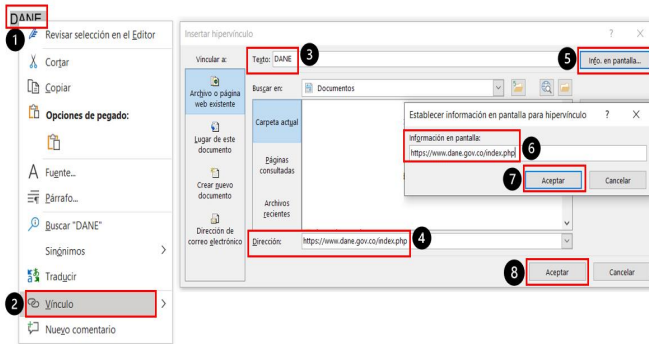 DANE
1
Revisar selección en el Editor
Cortar
Copiar
Opciones de pegado:
Fuente...
Párrafo...
Buscar "DANE"
Sinónimos
Traducir
2
Vínculo
Nuevo comentario
Insertar hipervínculo
? X
Vincular a:
Texto: DANE
3
5
Info. en pantalla...
Archivo o página
web existente
Lugar de este
documento
Crear nuevo
documento
Dirección de
correo electrónico
Buscar en:
Documentos
Carpeta actual
Páginas
consultadas
Archivos
recientes
Dirección:
https://www.dane.gov.co/index.php
4
Establecer información en pantalla para hipervínculo
? X
Información en pantalla:
https://www.dane.gov.co/index.php
6
7
Aceptar
Cancelar
8
Aceptar
Cancelar